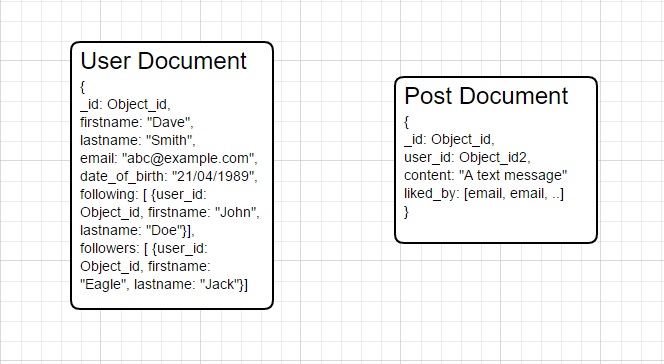 User Document
{
_id: Object_id,
firstname: "Dave",
lastname: "Smith",
email: "abc@example.com",
date_of_birth: "21/04/1989",
following: [ {user_id:
Object_id, firstname: "John",
lastname: "Doe"}],
followers: [ {user_id:
Object_id, firstname:
"Eagle", lastname: "Jack"}]
Post Document
{
_id: Object_id,
user_id: Object_id2,
content: "A text message"
liked_by: [email, email, ..]
}